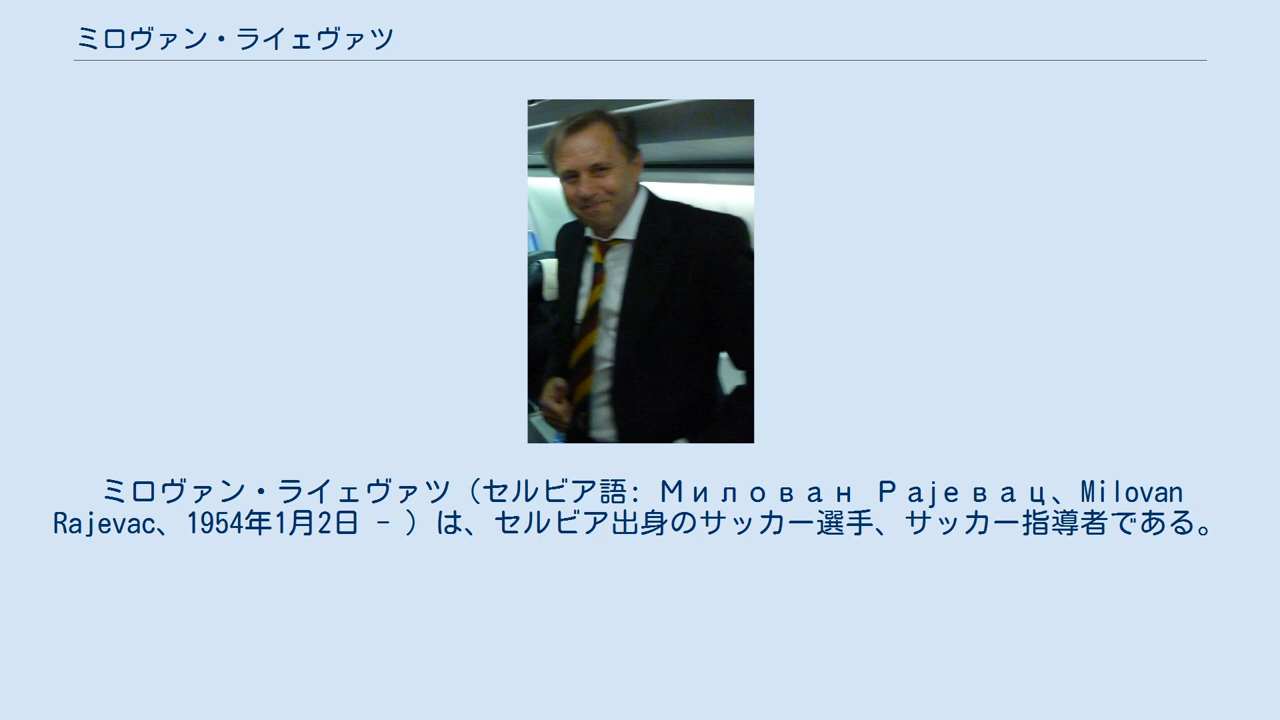 ミロヴァン・ライェヴァツ
ミロヴァン・ライェヴァツ（セルビア語: Милован Рајевац、Milovan
Rajevac、1954年1月2日 - ）は、セルビア出身のサッカー選手、サッカー指導者である。